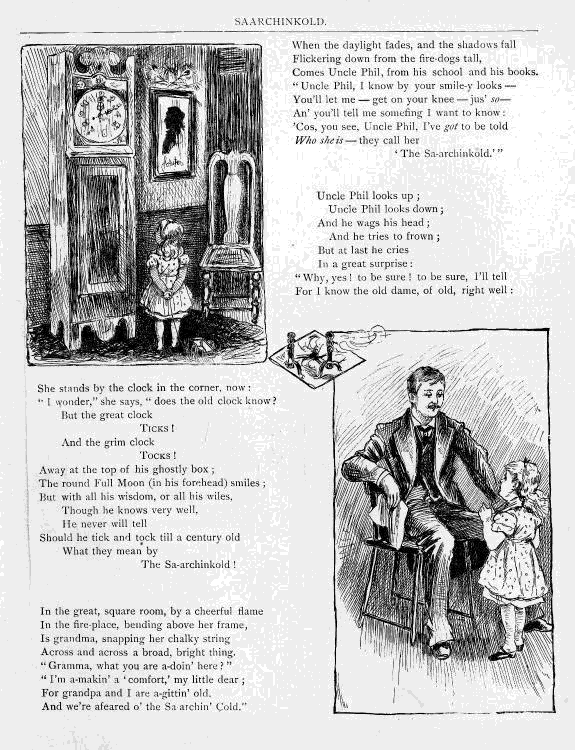 SAARCHINKOLD.
When the daylight fades, and the shadows fall
Flickering down from the fire-dogs tall,
Comes Uncle Phil, from his school and his books.
“ Uncle Phil, I know by your smile-y looks —
You'll let me — get on your knee — jus' so—
An' you'll tell me somefing I want to know :
'Cos, you see, Uncle Phil, I've got to be told
Who she is — they call her
‘ The Sa-archinköld.’ ”
Uncle Phil looks up ;
Uncle Phil looks down ;
And he wags his head ;
And he tries to frown ;
But at last he cries
In a great surprise :
“ Why, yes ! to be sure ! to be sure, I'll tell
For I know the old dame, of old, right well :
She stands by the clock in the corner, now :
“ I wonder,” she says, “ does the old clock know ?
But the great clock
TICKS !
And the grim clock
TOCKS !
Away at the top of his ghostly box ;
The round Full Moon (in his forehead) smiles ;
But with all his wisdom, or all his wiles,
Though he knows very well,
He never will tell
Should he tick and tock till a century old
What they mean by
The Sa-archinkold !
In the great, square room, by a cheerful flame
In the fire-place, bending above her frame,
Is grandma, snapping her chalky string
Across and across a broad, bright thing.
“ Gramma, what you are a-doin' here ? ”
“ I'm a-makin' a ‘ comfort,’ my little dear ;
For grandpa and I are a-gittin' old.
And we're afeared o' the Sa-archin' Cold.”